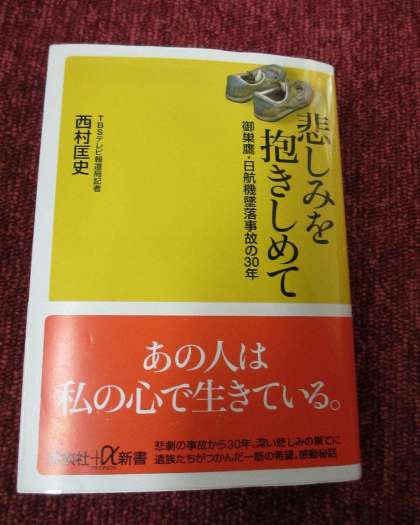 悲しみを
抱きしめて
御巣鷹・日航機墜落事故の30年
TBSテレビ報道局記者
西村匡史
あの人は
私の心で生きている。
講談社+α新書
悲劇の事故から30年。深い悲しみの果てに
遺族たちがつかんだ一筋の希望。感動秘話